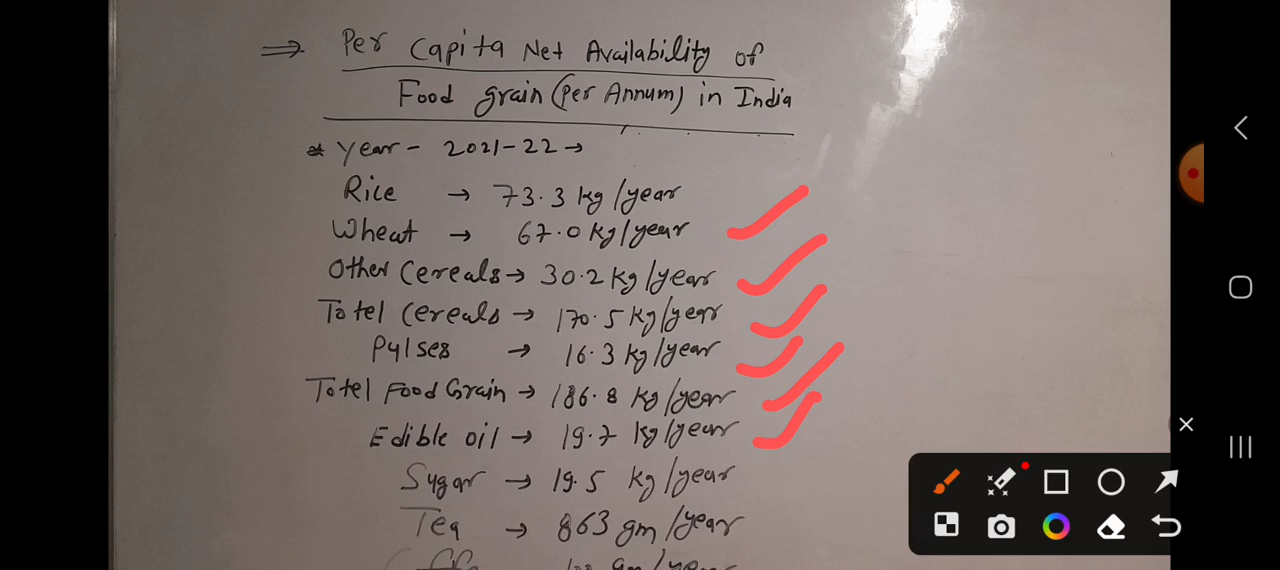 ⇒ Per Capita Net Availability of
Food grain (Per Annum) in India
* Year - 2021-22 →
Rice → 73.3 kg/year
Wheat → 67.0 kg/year
Other Cereals → 30.2 kg/year
Totel Cereals → 170.5 kg/year
Pulses → 16.3 kg/year
Totel Food Grain → 186.8 kg/year
Edible oil → 19.7 kg/year
Sugar → 19.5 kg/year
Tea → 863 gm/year
gm/year